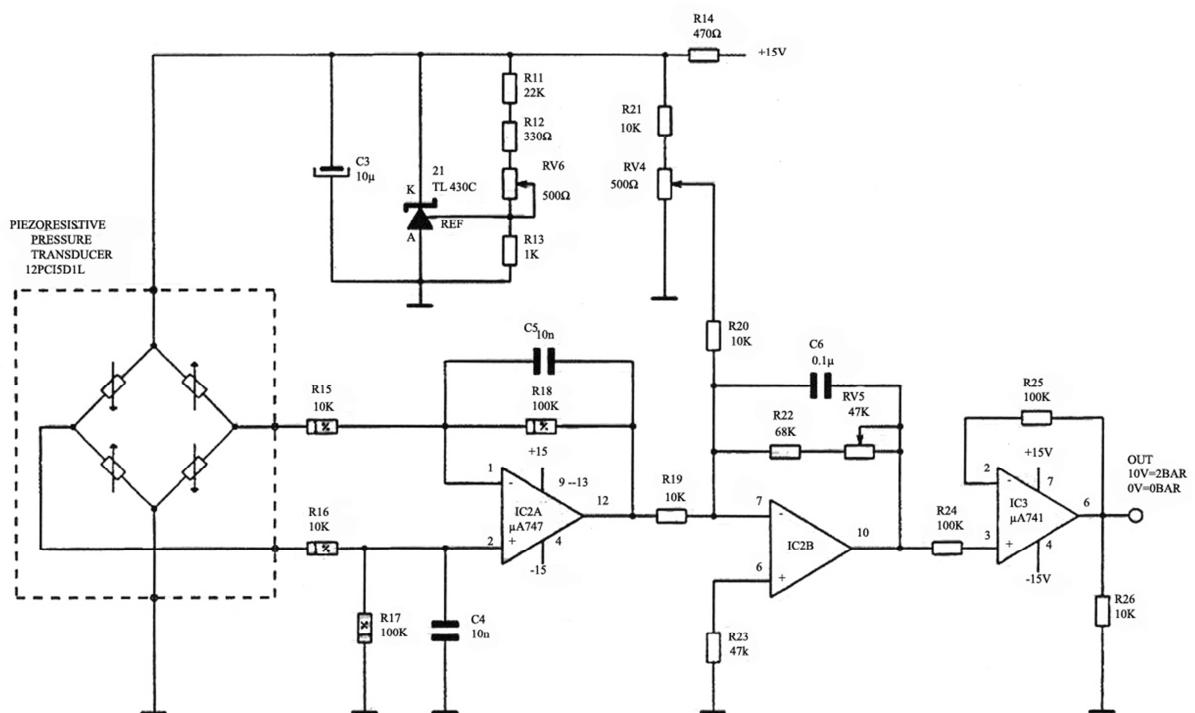 R14
470Ω
+15V
R11
22K
R12
330Ω
RV6
500Ω
R13
1K
C3
10µ
21
TL 430C
K
A
REF
R21
10K
RV4
500Ω
PIEZORESISTIVE
PRESSURE
TRANSDUCER
12PCI5D1L
R15
10K
C5
10n
R18
100K
+15
1
-
9 --13
12
IC2A
µA747
2
+
4
-15
R16
10K
R17
100K
C4
10n
R19
10K
R20
10K
C6
0.1µ
RV5
47K
R22
68K
7
-
10
IC2B
6
+
R23
47k
R24
100K
R25
100K
+15V
2
-
7
IC3
µA741
6
3
+
4
-15V
R26
10K
OUT
10V=2BAR
0V=0BAR